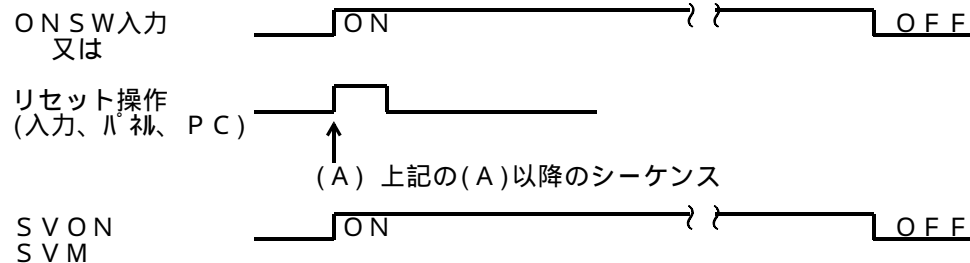 ＯＮＳＷ入力 ＯＮ ＯＦＦ
又は
リセット操作
(入力、ﾊﾟﾈﾙ、ＰＣ)
(Ａ) 上記の(Ａ)以降のシーケンス
ＳＶＯＮ ＯＮ ＯＦＦ
ＳＶＭ